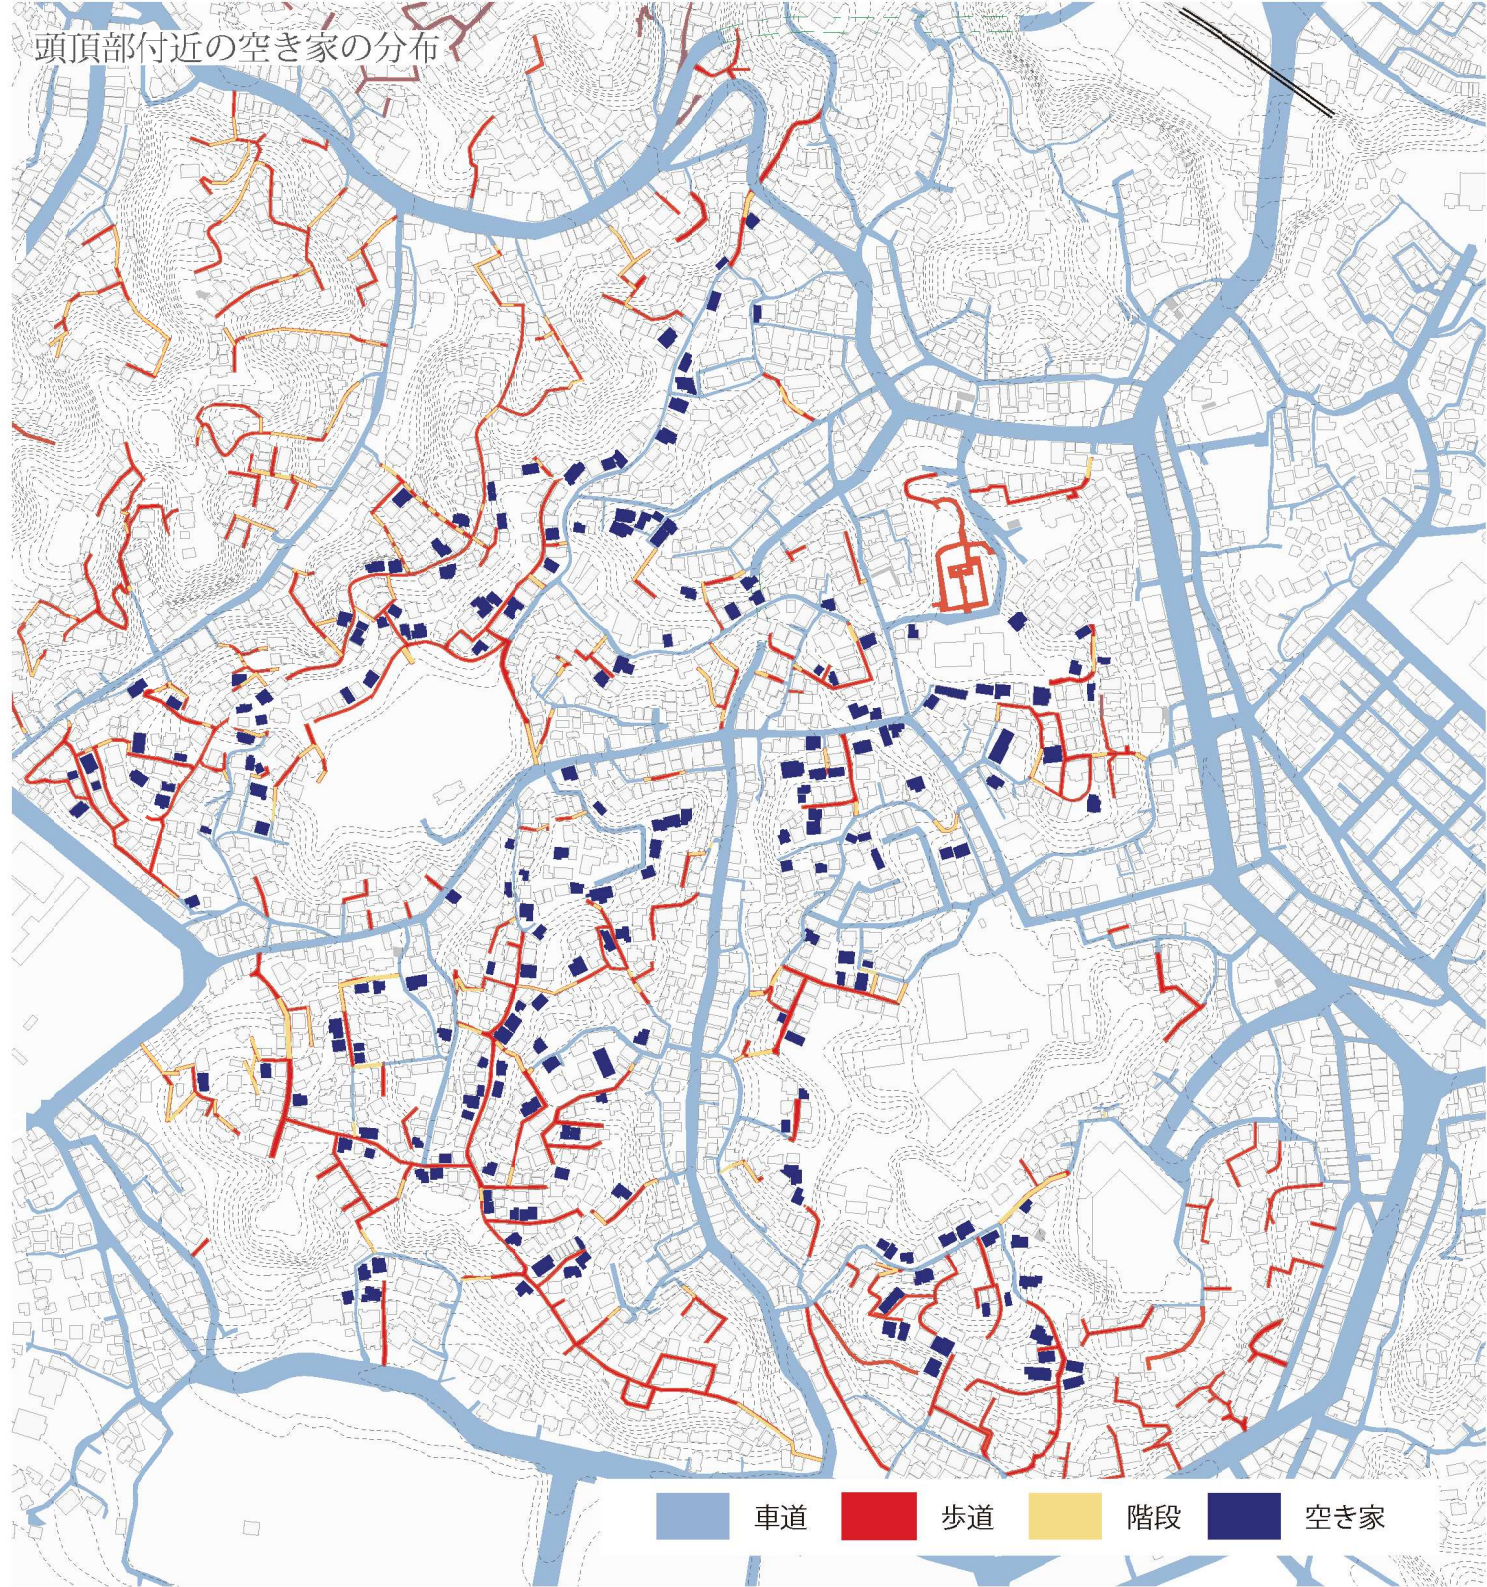 頭頂部付近の空き家の分布
車道
歩道
階段
空き家